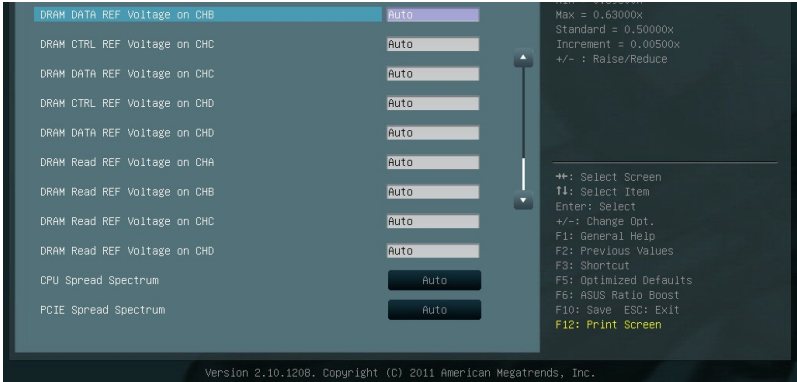 DRAM DATA REF Voltage on CHB Auto
DRAM CTRL REF Voltage on CHC Auto
DRAM DATA REF Voltage on CHC Auto
DRAM CTRL REF Voltage on CHD Auto
DRAM DATA REF Voltage on CHD Auto
DRAM Read REF Voltage on CHA Auto
DRAM Read REF Voltage on CHB Auto
DRAM Read REF Voltage on CHC Auto
DRAM Read REF Voltage on CHD Auto
CPU Spread Spectrum Auto
PCIE Spread Spectrum Auto
Max = 0.63000x
Standard = 0.50000x
Increment = 0.00500x
+/- : Raise/Reduce
→←: Select Screen
↑↓: Select Item
Enter: Select
+/-: Change Opt.
F1: General Help
F2: Previous Values
F3: Shortcut
F5: Optimized Defaults
F6: ASUS Ratio Boost
F10: Save ESC: Exit
F12: Print Screen
Version 2.10.1208. Copyright (C) 2011 American Megatrends, Inc.